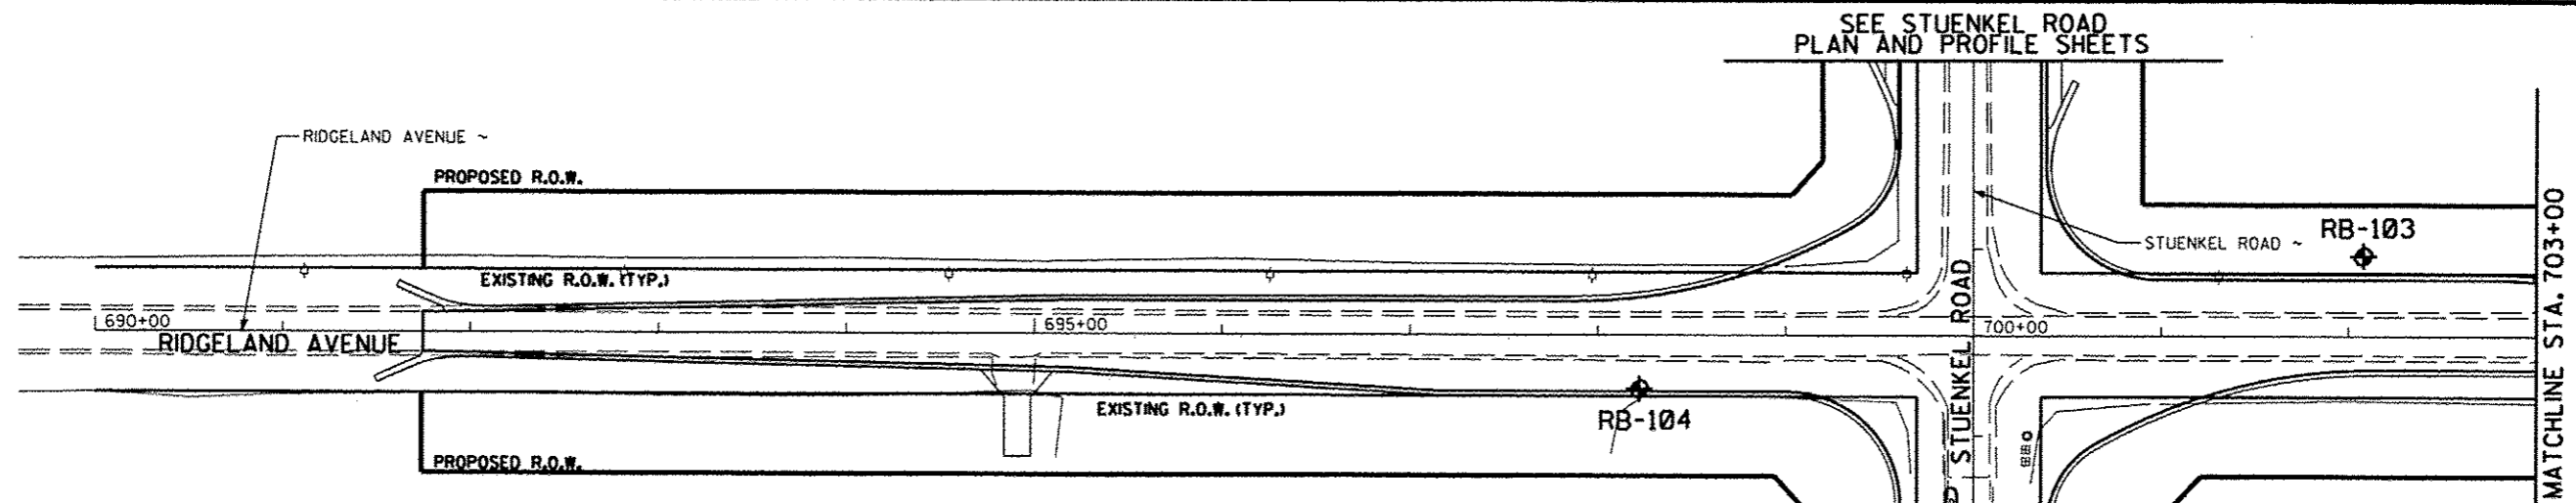 SEE STUENKEL ROAD
PLAN AND PROFILE SHEETS
RIDGELAND AVENUE ~
PROPOSED R.O.W.
RB-103
STUENKEL ROAD ~
EXISTING R.O.W. (TYP.)
690+00
695+00
700+00
RIDGELAND AVENUE
STUENKEL ROAD
MATCHLINE STA. 703+00
EXISTING R.O.W. (TYP.)
RB-104
PROPOSED R.O.W.